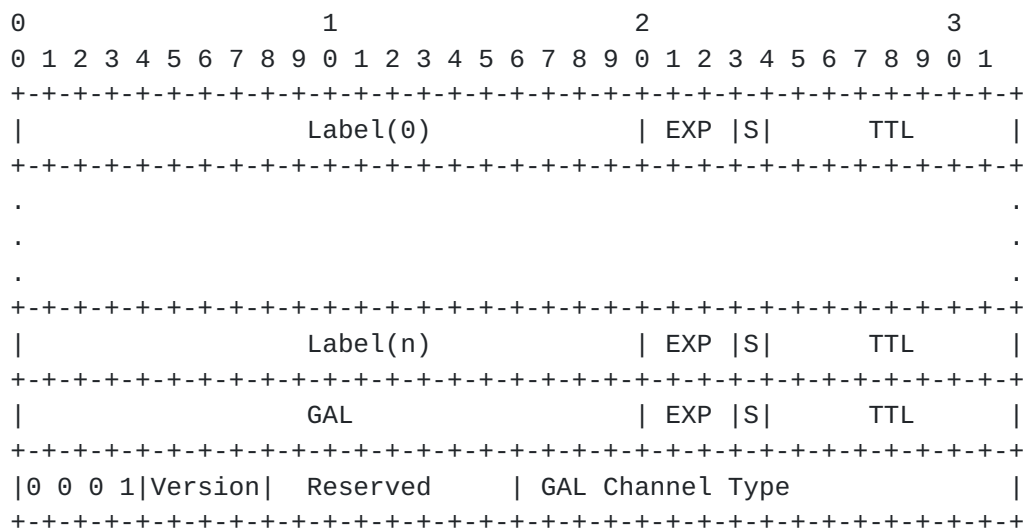 0                   1                   2                   3
0 1 2 3 4 5 6 7 8 9 0 1 2 3 4 5 6 7 8 9 0 1 2 3 4 5 6 7 8 9 0 1
+-+-+-+-+-+-+-+-+-+-+-+-+-+-+-+-+-+-+-+-+-+-+-+-+-+-+-+-+-+-+-+-+
|                  Label(0)             | EXP |S|      TTL      |
+-+-+-+-+-+-+-+-+-+-+-+-+-+-+-+-+-+-+-+-+-+-+-+-+-+-+-+-+-+-+-+-+
.                                                               .
.                                                               .
.                                                               .
+-+-+-+-+-+-+-+-+-+-+-+-+-+-+-+-+-+-+-+-+-+-+-+-+-+-+-+-+-+-+-+-+
|                  Label(n)             | EXP |S|      TTL      |
+-+-+-+-+-+-+-+-+-+-+-+-+-+-+-+-+-+-+-+-+-+-+-+-+-+-+-+-+-+-+-+-+
|                  GAL                  | EXP |S|      TTL      |
+-+-+-+-+-+-+-+-+-+-+-+-+-+-+-+-+-+-+-+-+-+-+-+-+-+-+-+-+-+-+-+-+
|0 0 0 1|Version|  Reserved     | GAL Channel Type              |
+-+-+-+-+-+-+-+-+-+-+-+-+-+-+-+-+-+-+-+-+-+-+-+-+-+-+-+-+-+-+-+-+